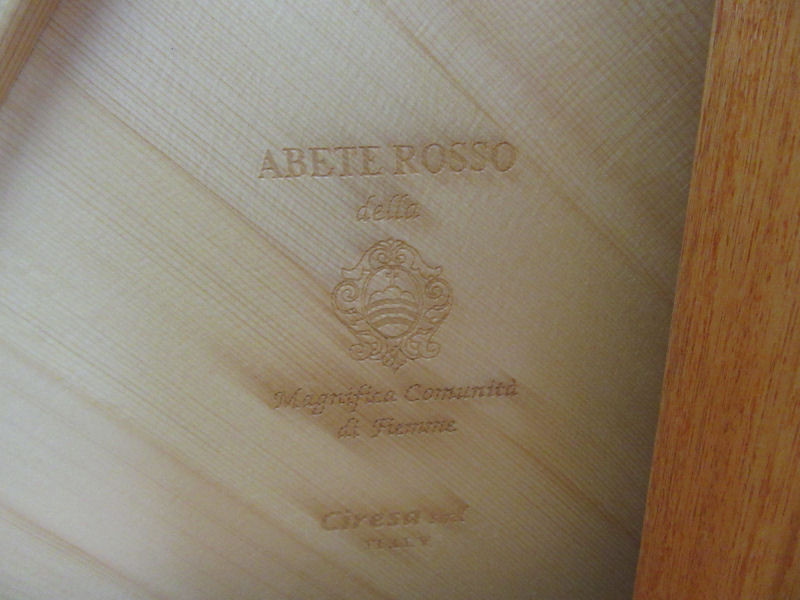 ABETE ROSSO
della
Magnifica Comunità
di Fiemme
Ciresa srl
ITALY